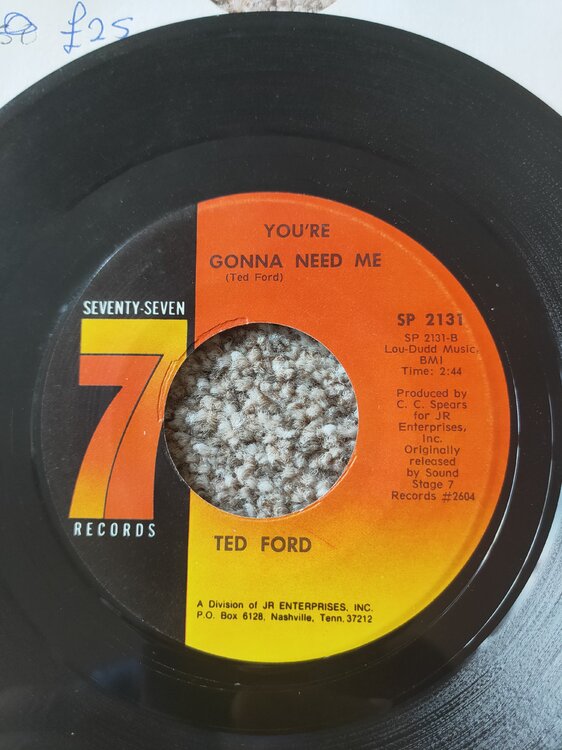 £25
YOU'RE
GONNA NEED ME
(Ted Ford)
SEVENTY-SEVEN
7
RECORDS
SP 2131
SP 2131-B
Lou-Dudd Music,
BMI
Time: 2:44
Produced by
C. C. Spears
for JR
Enterprises,
Inc.
Originally
released
by Sound
Stage 7
Records #2604
TED FORD
A Division of JR ENTERPRISES, INC.
P.O. Box 6128, Nashville, Tenn. 37212